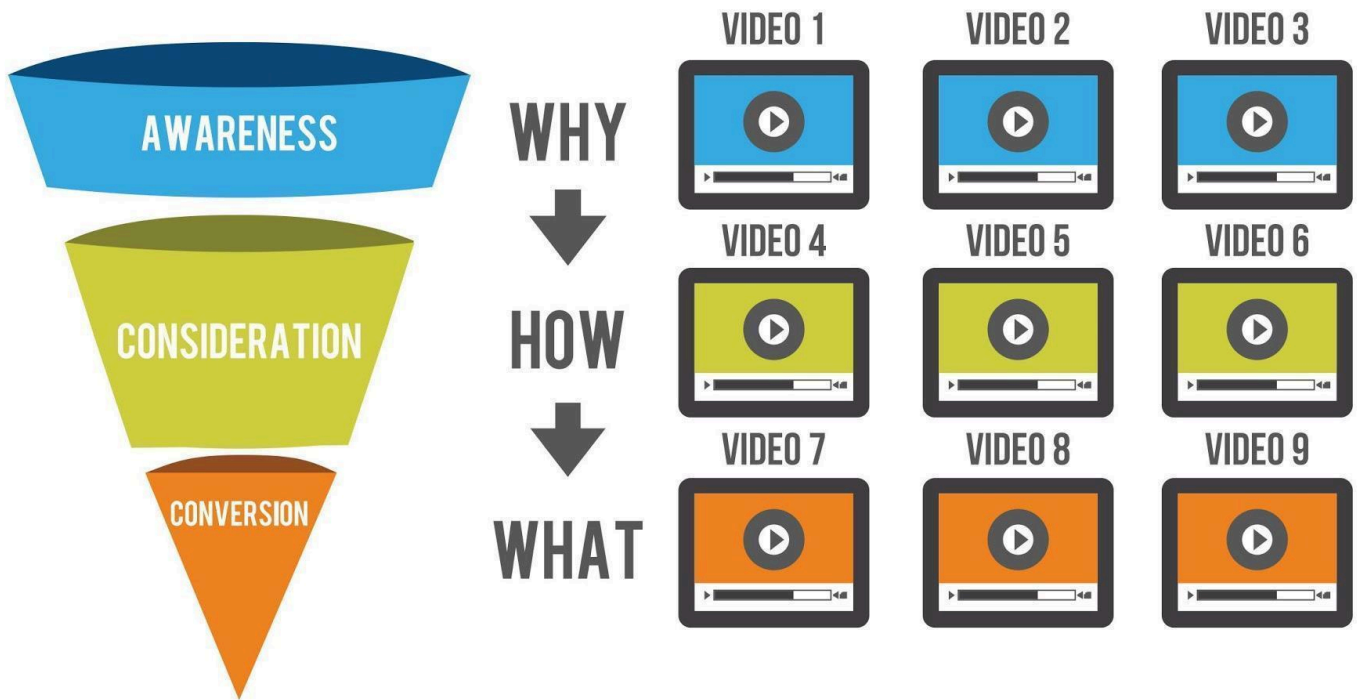 VIDEO 1
VIDEO 2
VIDEO 3
AWARENESS
WHY
VIDEO 4
VIDEO 5
VIDEO 6
CONSIDERATION
HOW
VIDEO 7
VIDEO 8
VIDEO 9
CONVERSION
WHAT